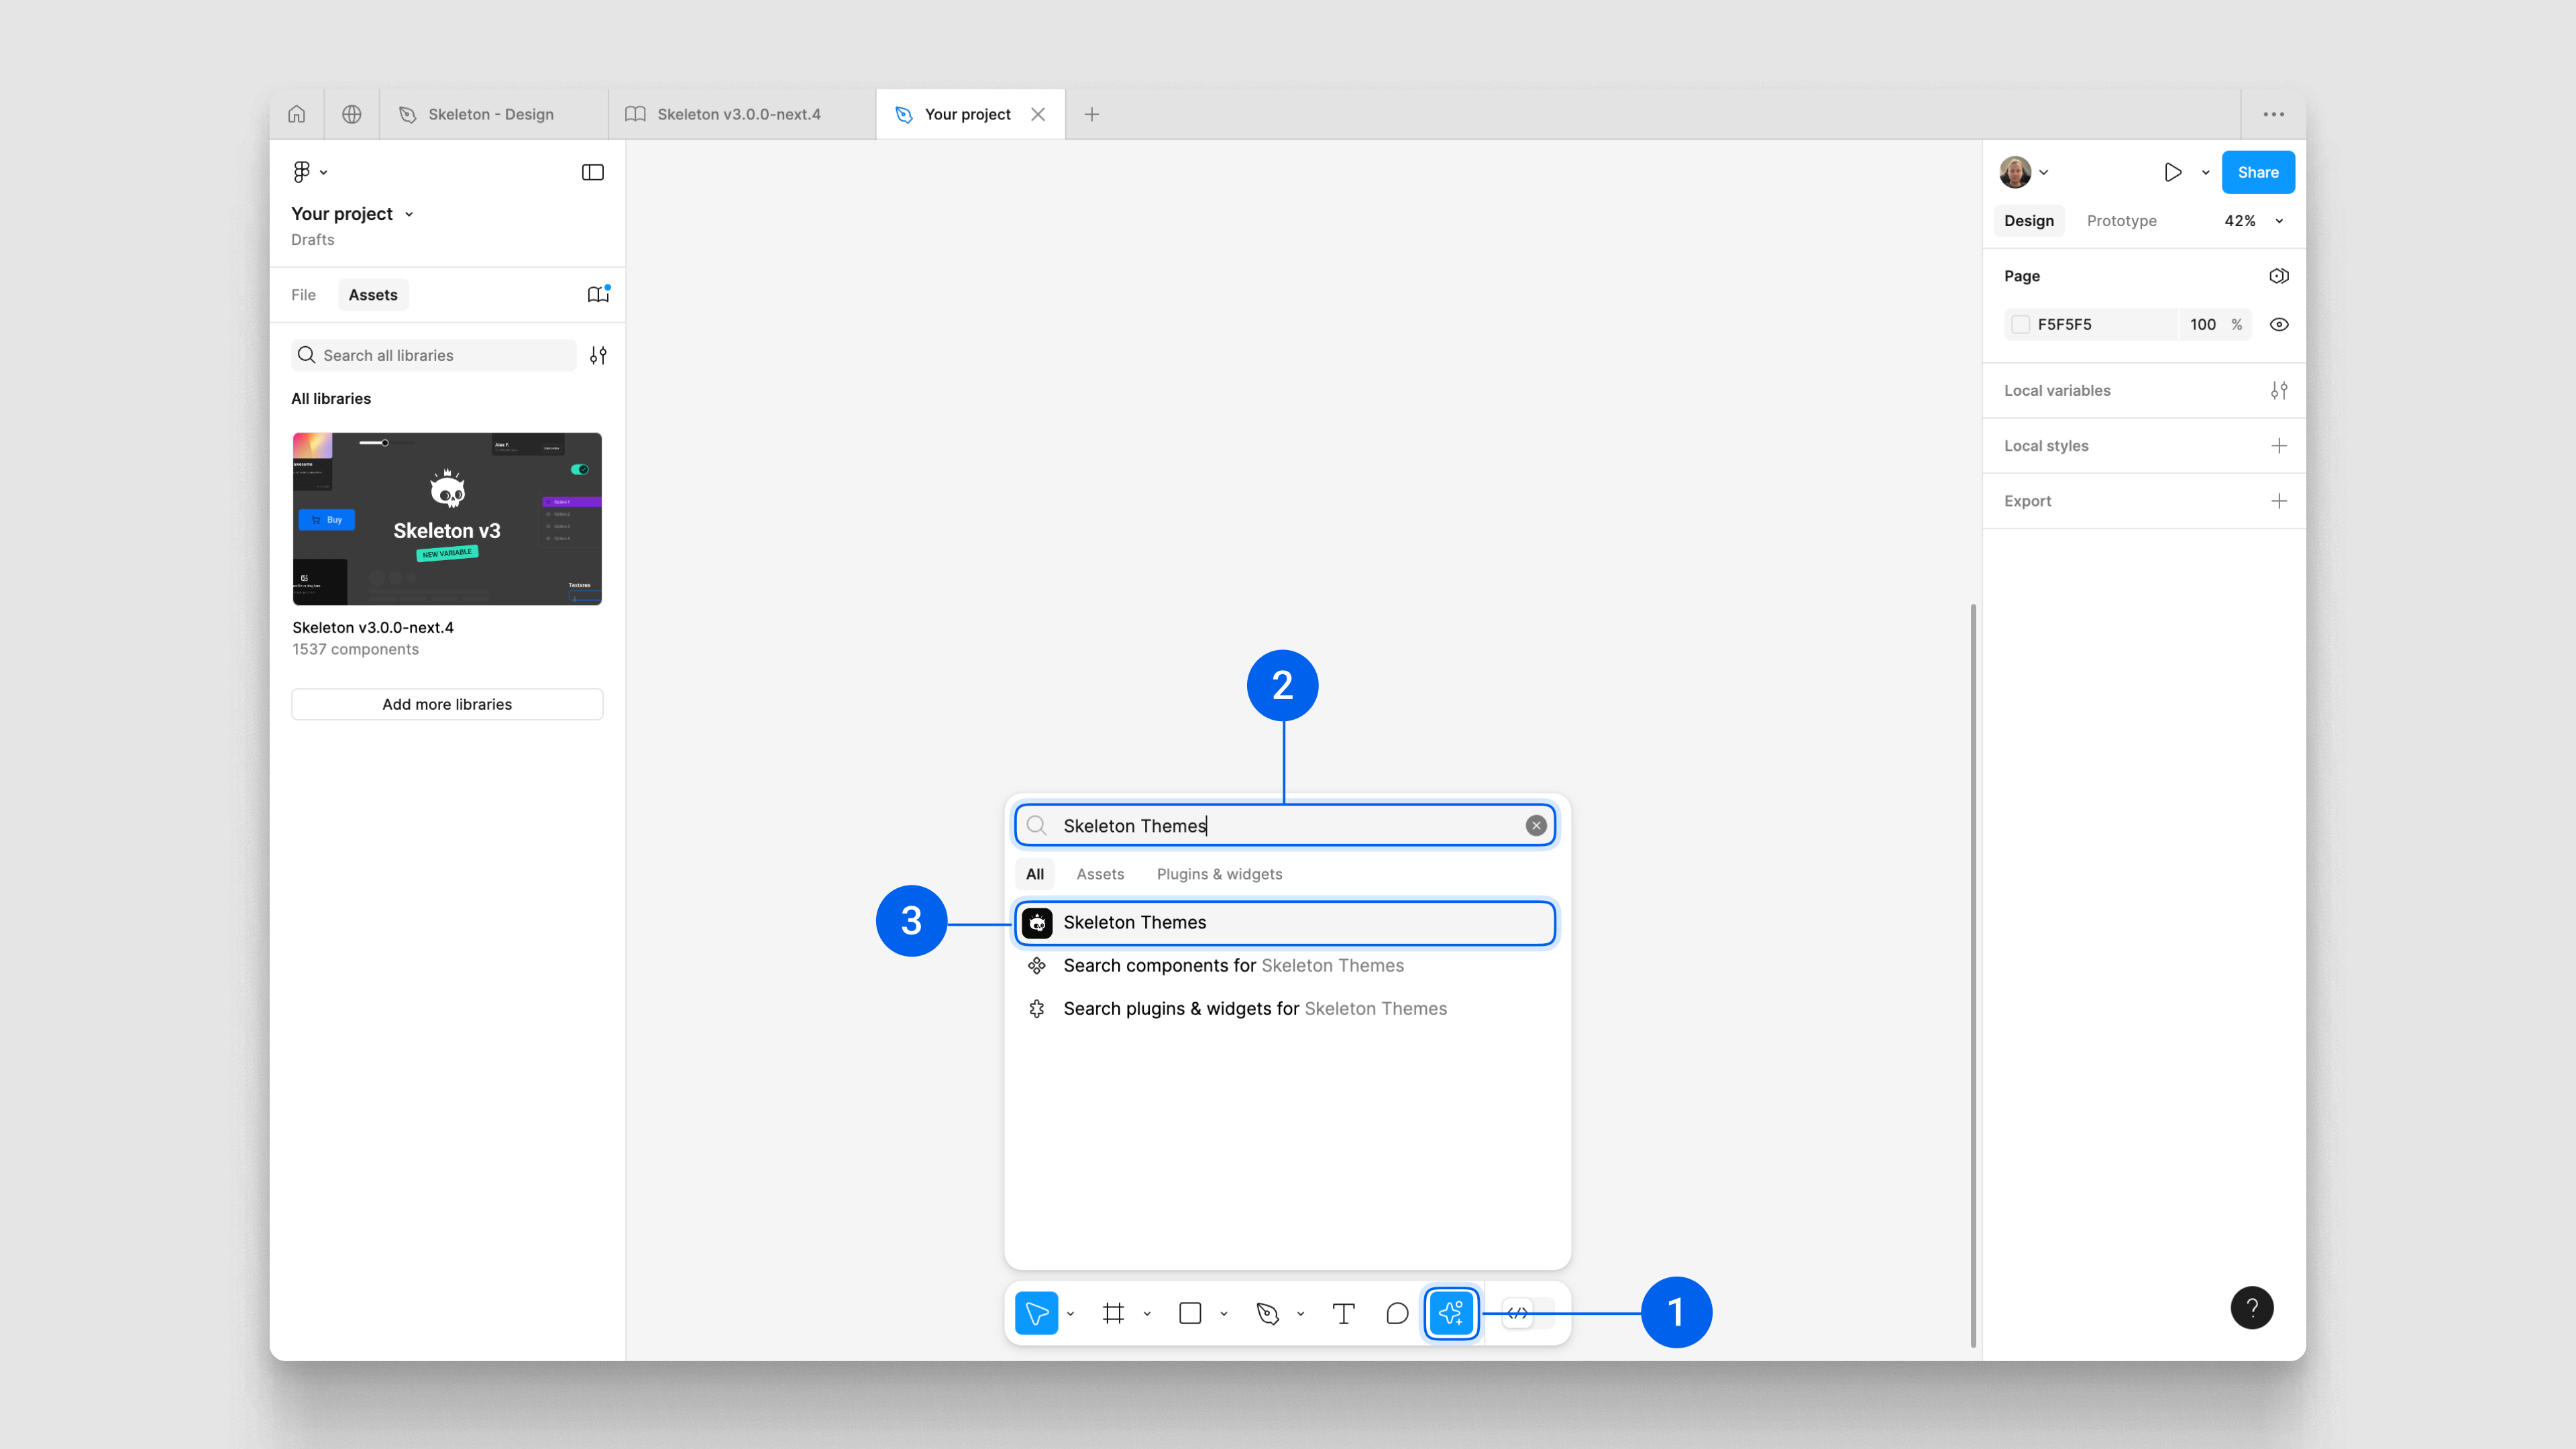 Skeleton - Design
Skeleton v3.0.0-next.4
Your project
Share
Your project
Drafts
Design
Prototype
42%
File
Assets
Page
F5F5F5
100
%
Search all libraries
All libraries
Local variables
Local styles
Export
Alex F.
Buy
Skeleton v3
NEW VARIABLE
Textures
Skeleton v3.0.0-next.4
1537 components
Add more libraries
2
Skeleton Themes
All
Assets
Plugins & widgets
3
Skeleton Themes
Search components for Skeleton Themes
Search plugins & widgets for Skeleton Themes
1
?